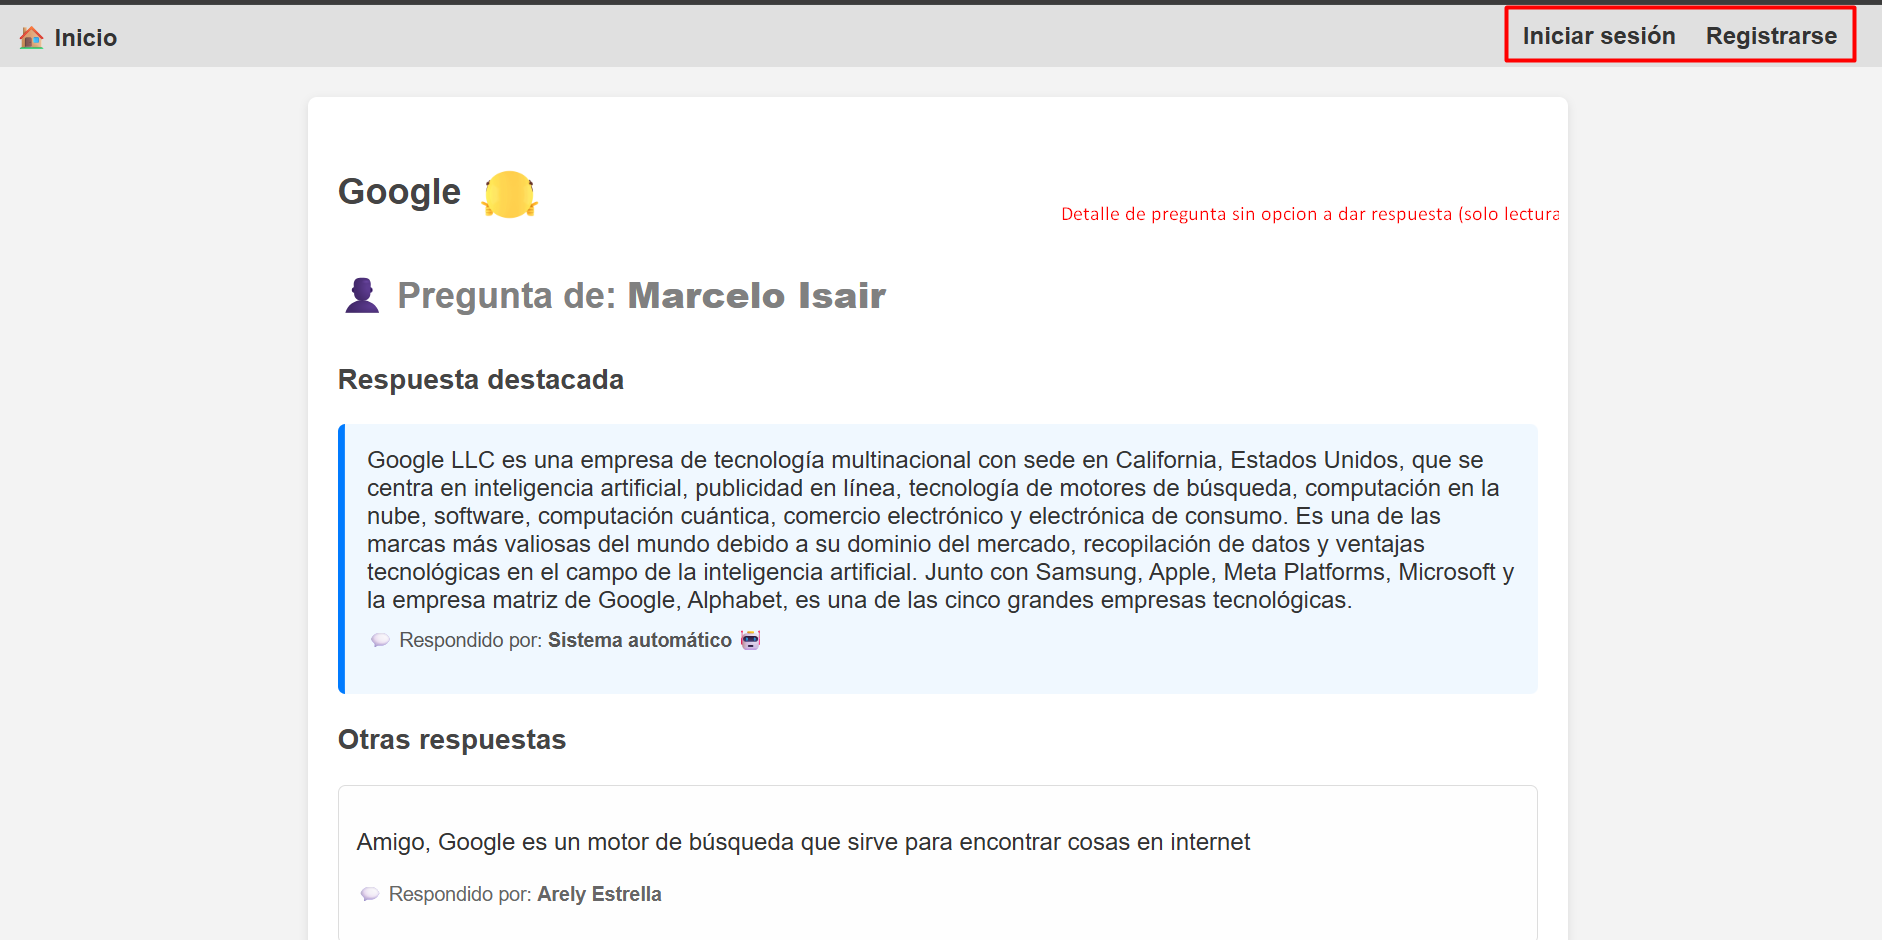 Inicio
Iniciar sesión Registrarse
Google
Detalle de pregunta sin opcion a dar respuesta (solo lectura
Pregunta de: Marcelo Isair
Respuesta destacada
Google LLC es una empresa de tecnología multinacional con sede en California, Estados Unidos, que se
centra en inteligencia artificial, publicidad en línea, tecnología de motores de búsqueda, computación en la
nube, software, computación cuántica, comercio electrónico y electrónica de consumo. Es una de las
marcas más valiosas del mundo debido a su dominio del mercado, recopilación de datos y ventajas
tecnológicas en el campo de la inteligencia artificial. Junto con Samsung, Apple, Meta Platforms, Microsoft y
la empresa matriz de Google, Alphabet, es una de las cinco grandes empresas tecnológicas.
Respondido por: Sistema automático
Otras respuestas
Amigo, Google es un motor de búsqueda que sirve para encontrar cosas en internet
Respondido por: Arely Estrella